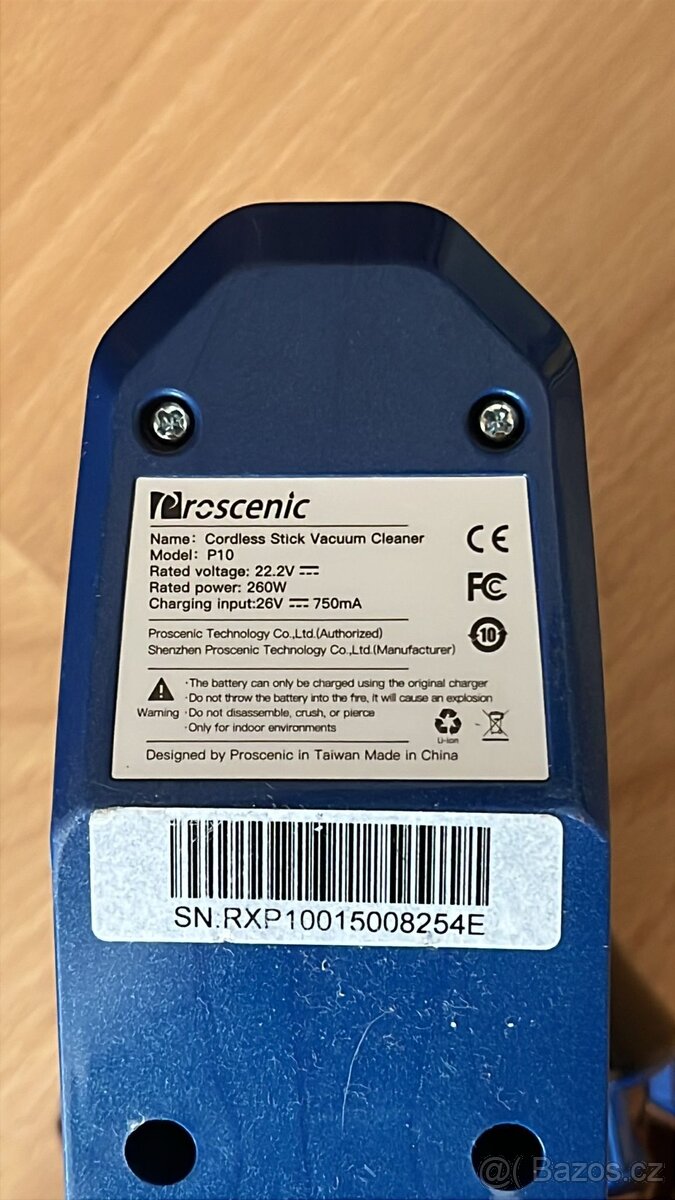 Proscenic
Name: Cordless Stick Vacuum Cleaner
Model: P10
Rated voltage: 22.2V
Rated power: 260W
Charging input:26V 750mA
CE
FC
10
Proscenic Technology Co.,Ltd.(Authorized)
Shenzhen Proscenic Technology Co.,Ltd.(Manufacturer)
·The battery can only be charged using the original charger
·Do not throw the battery into the fire, it will cause an explosion
Warning ·Do not disassemble, crush, or pierce
·Only for indoor environments
Li-ion
Designed by Proscenic in Taiwan Made in China
SN.RXP10015008254E
@ Bazos.cz